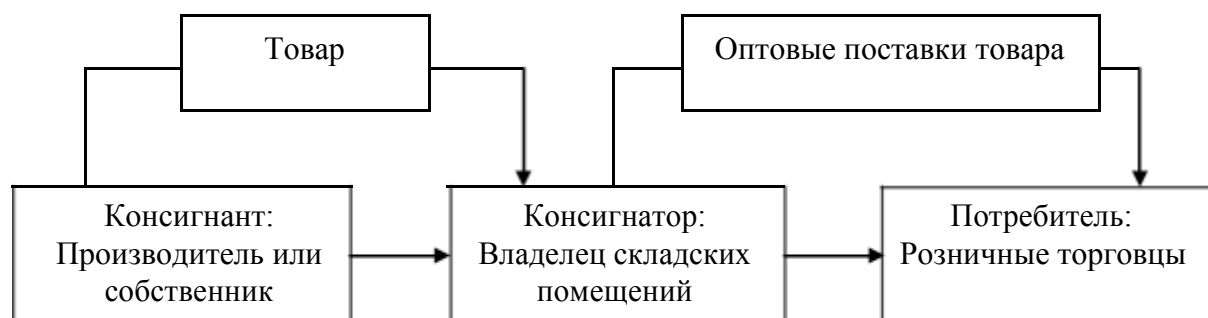 Товар
Оптовые поставки товара
Консигнант:
Производитель или
собственник
Консигнатор:
Владелец складских
помещений
Потребитель:
Розничные торговцы